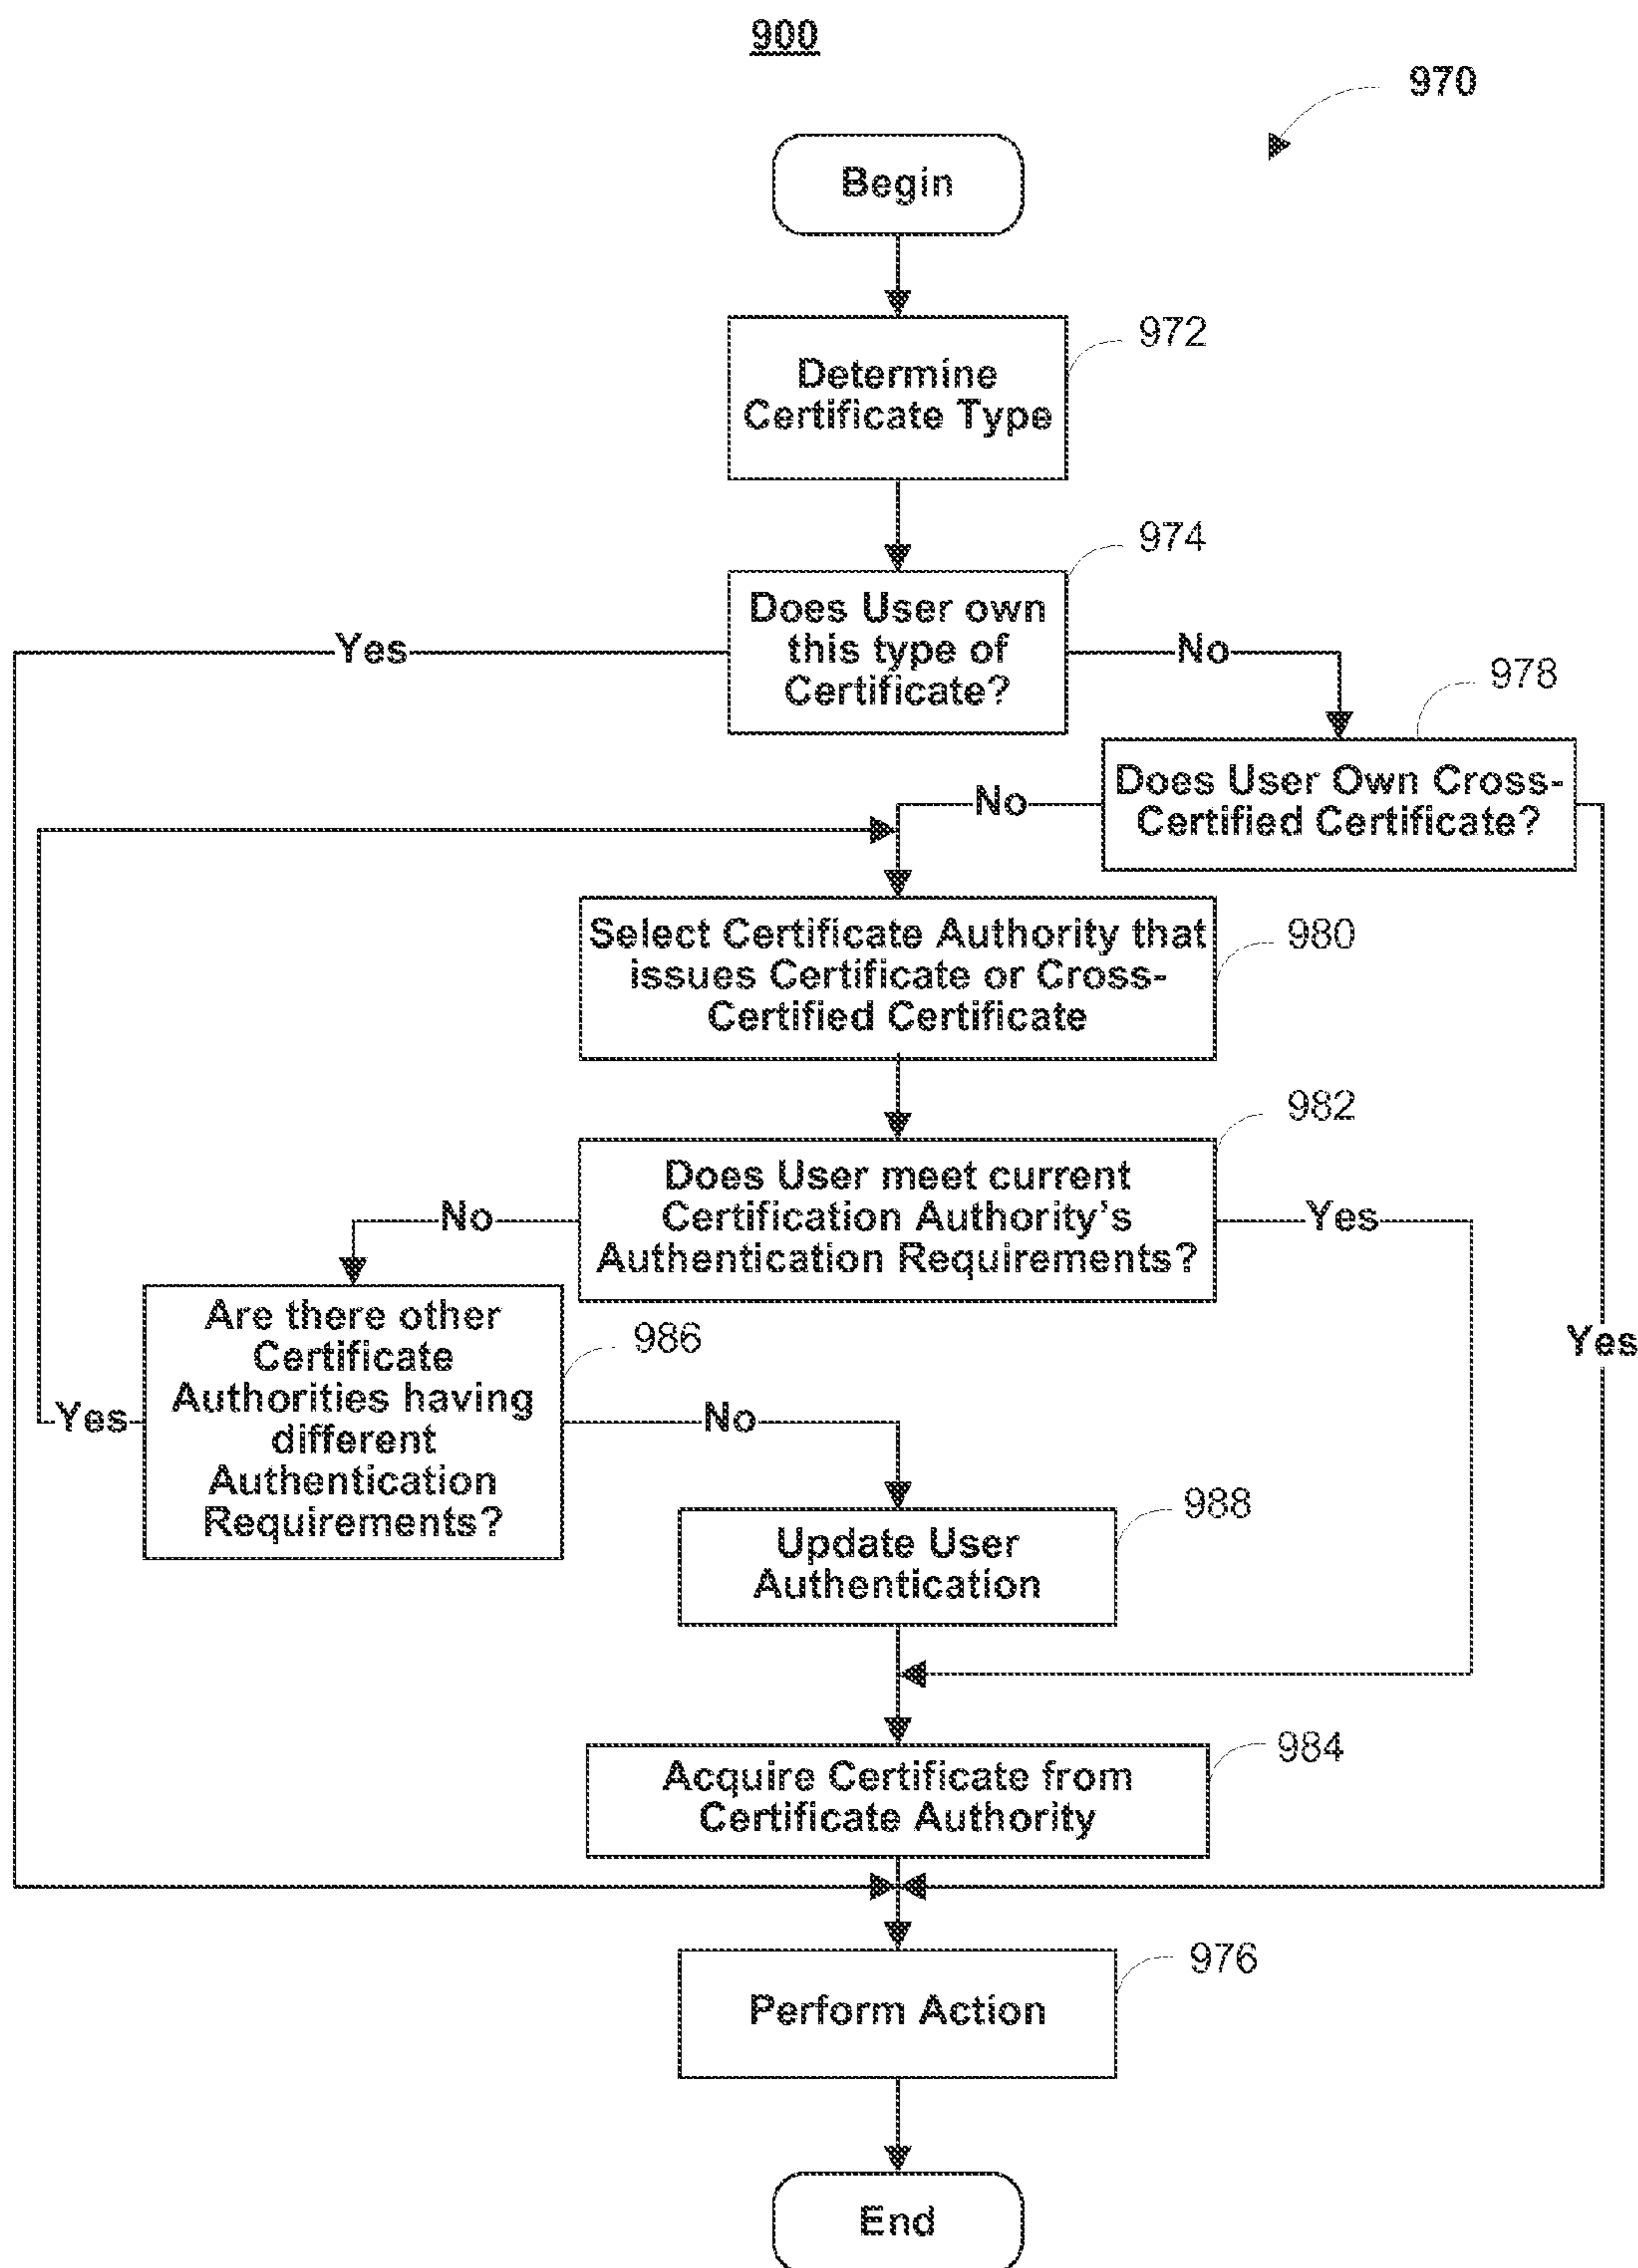 900
970
Begin
972
Determine
Certificate Type
974
Does User own
this type of
Certificate?
Yes
No
978
Does User Own Cross-
Certified Certificate?
No
Yes
980
Select Certificate Authority that
issues Certificate or Cross-
Certified Certificate
982
Does User meet current
Certification Authority's
Authentication Requirements?
No
Yes
986
Are there other
Certificate
Authorities having
different
Authentication
Requirements?
Yes
No
988
Update User
Authentication
984
Acquire Certificate from
Certificate Authority
976
Perform Action
End